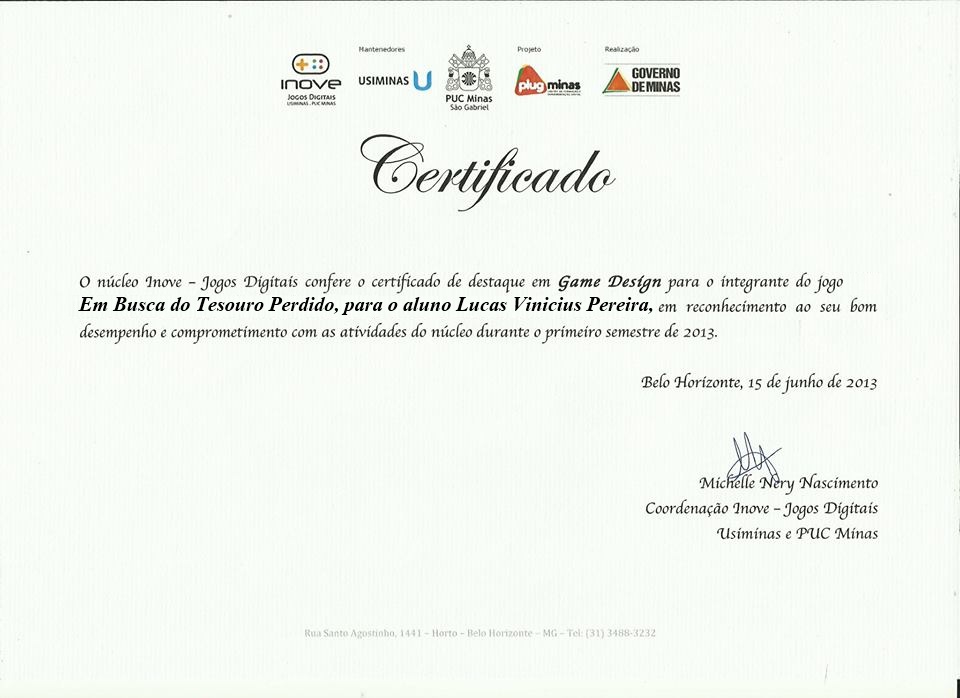 Mantenedores
Projeto
Realização
INOVE
JOGOS DIGITAIS
USIMINAS . PUC MINAS
USIMINAS
PUC Minas
São Gabriel
plug minas
GOVERNO
DE MINAS
Certificado
O núcleo Inove – Jogos Digitais confere o certificado de destaque em Game Design para o integrante do jogo
Em Busca do Tesouro Perdido, para o aluno Lucas Vinicius Pereira, em reconhecimento ao seu bom
desempenho e comprometimento com as atividades do núcleo durante o primeiro semestre de 2013.
Belo Horizonte, 15 de junho de 2013
Michelle Nery Nascimento
Coordenação Inove – Jogos Digitais
Usiminas e PUC Minas
Rua Santo Agostinho, 1441 – Horto – Belo Horizonte – MG – Tel: (31) 3488-3232